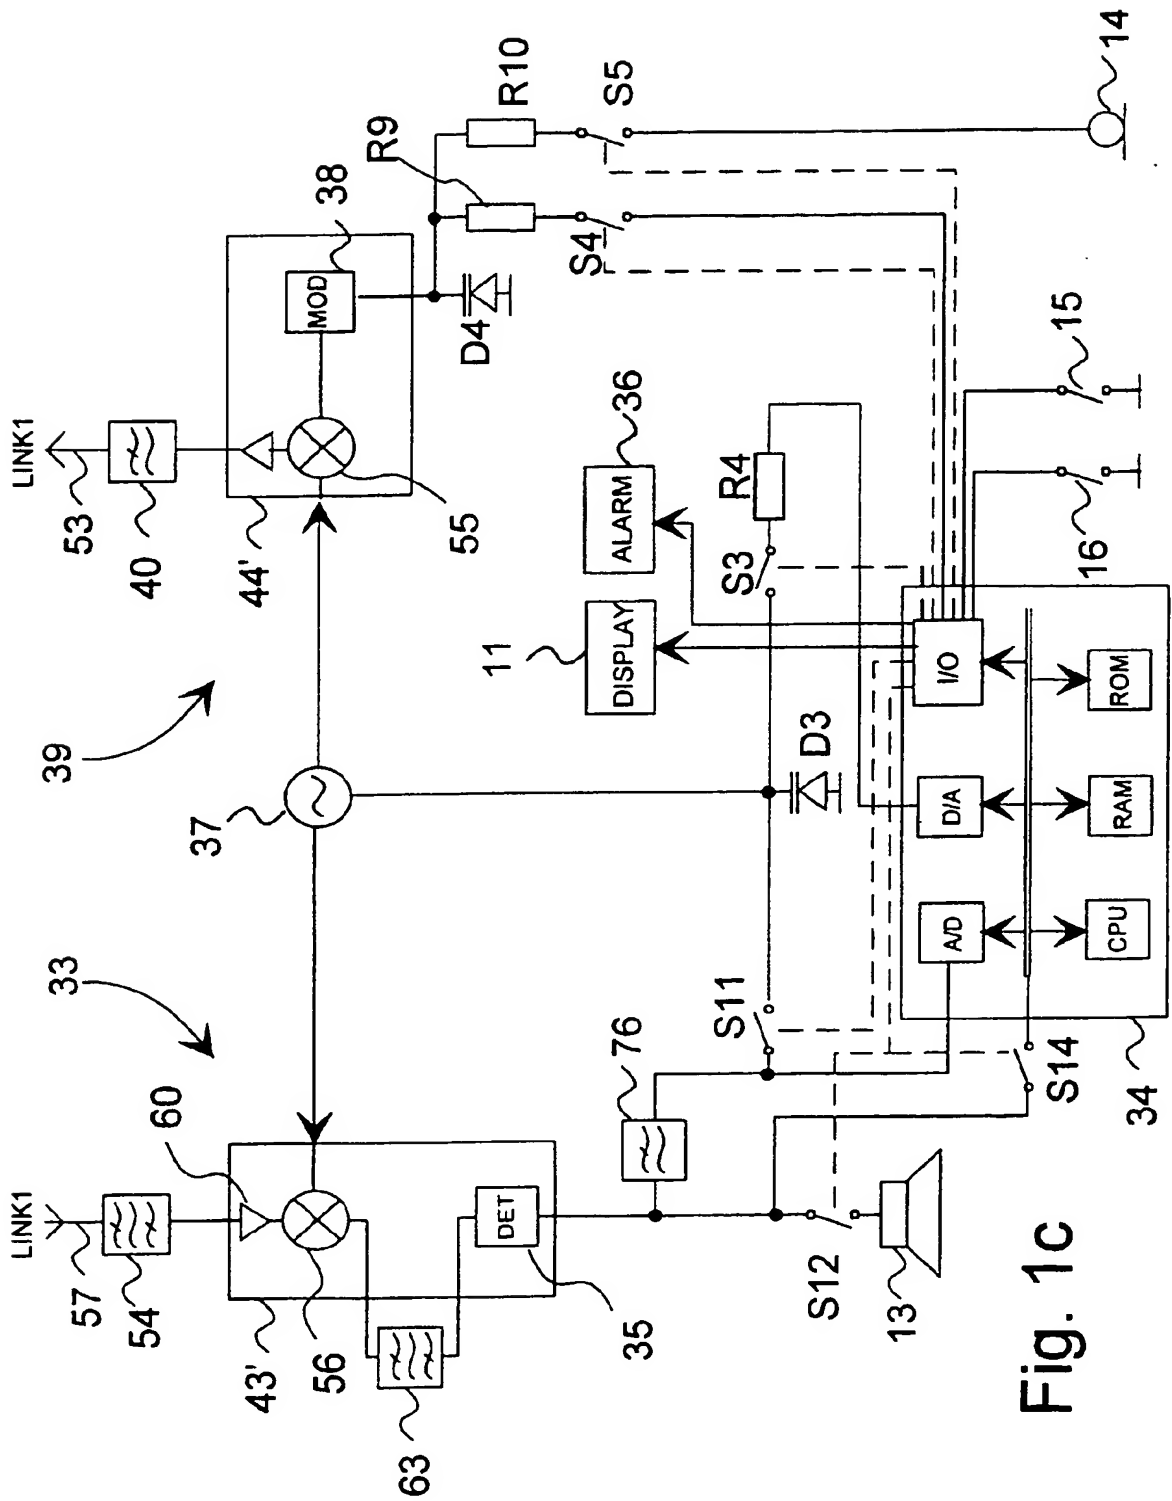 LINK1
57
54
60
33
43'
56
63
35
DET
76
S12
13
S11
S14
34
37
39
LINK1
53
40
44'
55
MOD
38
D4
R9
R10
S4
S5
14
11
DISPLAY
ALARM
36
S3
R4
D3
A/D
D/A
I/O
CPU
RAM
ROM
16
15
Fig. 1c